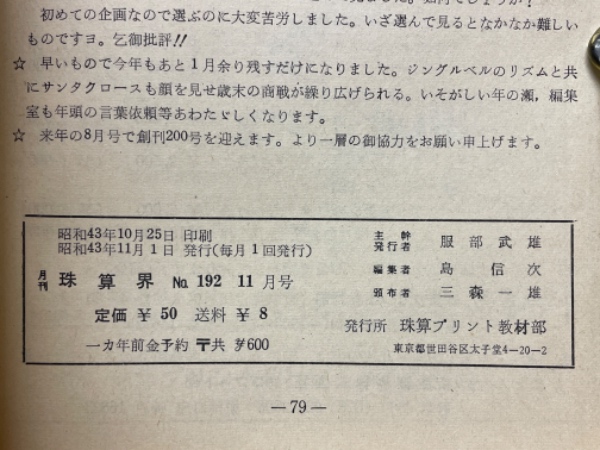 初めての企画なので選ぶのに大変苦労しました。いざ選んで見るとなかなか難しい
ものですヨ。乞御批評!!
☆ 早いもので今年もあと1月余り残すだけになりました。ジングルベルのリズムと共
にサンタクロースも顔を見せ歳末の商戦が繰り広げられる。いそがしい年の瀬，編集
室も年頭の言葉依頼等あわたゞしくなります。
☆ 来年の8月号で創刊200号を迎えます。より一層の御協力をお願い申上げます。
昭和43年10月25日 印刷
昭和43年11月1日 発行(毎月1回発行)
月刊 珠算界 No. 192 11月号
定価 ¥ 50 送料 ¥ 8
一カ年前金予約 〒共 ¥600
主幹
発行者 服部武雄
編集者 島信次
頒布者 三森一雄
発行所 珠算プリント教材部
東京都世田谷区太子堂4-20-2
—79—